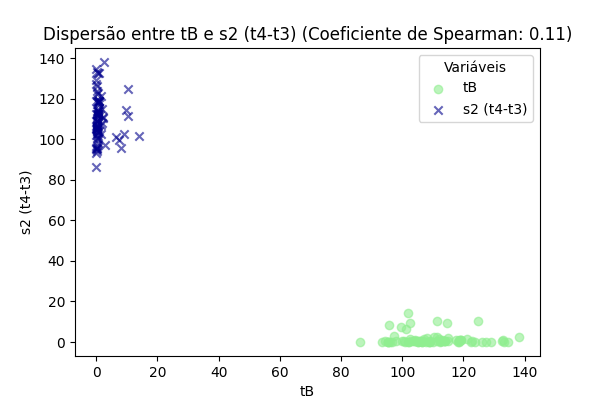 Dispersão entre tB e s2 (t4-t3) (Coeficiente de Spearman: 0.11)
140
120
100
80
60
40
20
0
s2 (t4-t3)
Variáveis
tB
s2 (t4-t3)
0 20 40 60 80 100 120 140
tB